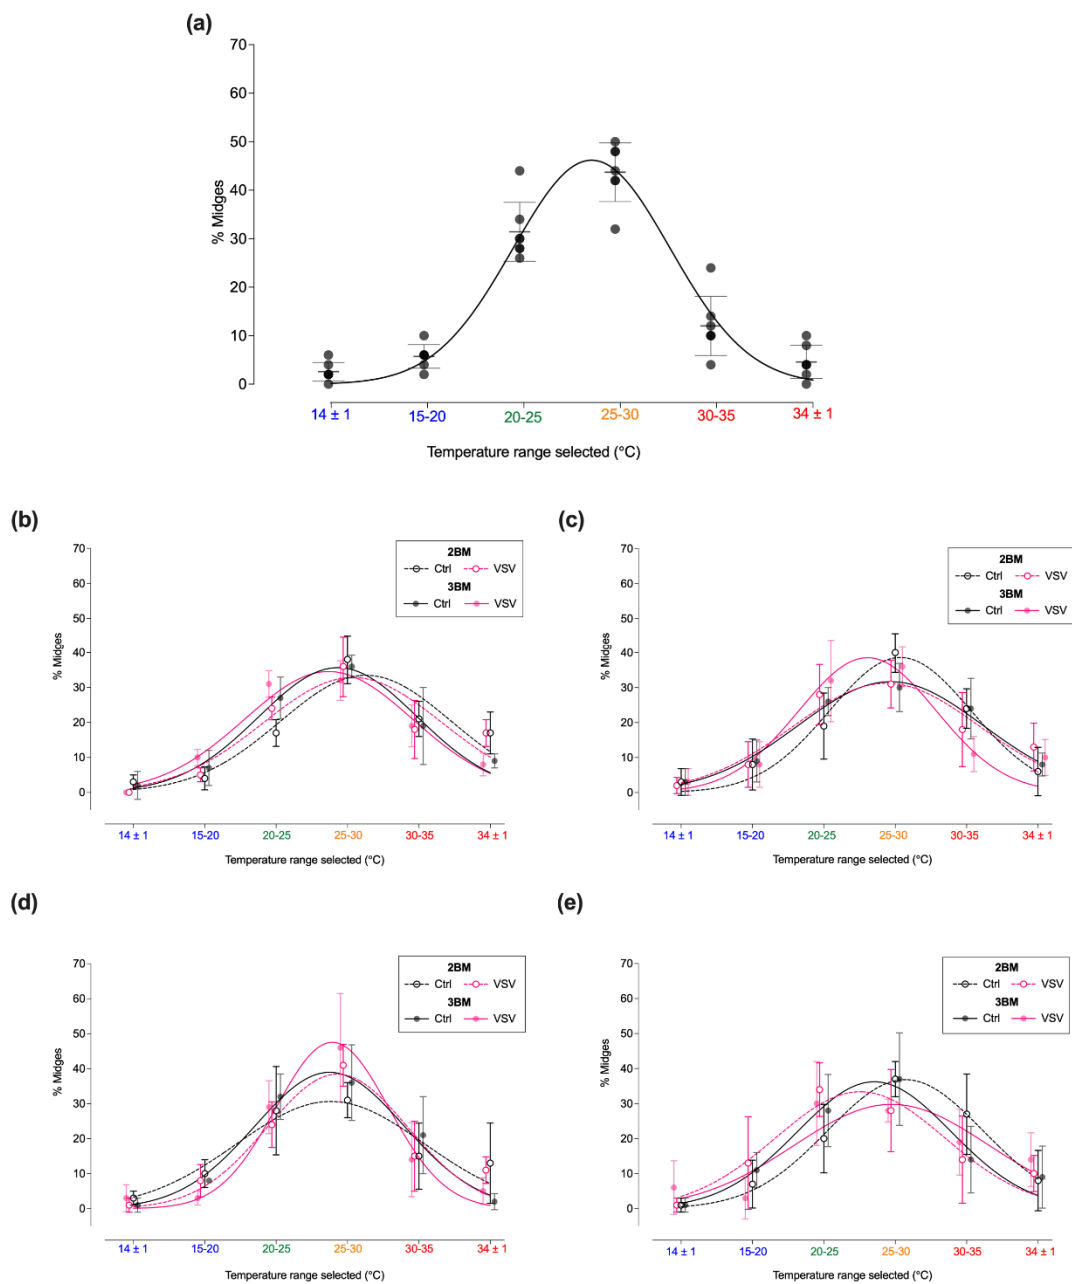 (a)
70
60
50
40
30
20
10
0
% Midges
14 ± 1 15-20 20-25 25-30 30-35 34 ± 1
Temperature range selected (°C)
(b)
70
60
50
40
30
20
10
0
% Midges
2BM
Ctrl VSV
3BM
Ctrl VSV
14 ± 1 15-20 20-25 25-30 30-35 34 ± 1
Temperature range selected (°C)
(c)
70
60
50
40
30
20
10
0
% Midges
2BM
Ctrl VSV
3BM
Ctrl VSV
14 ± 1 15-20 20-25 25-30 30-35 34 ± 1
Temperature range selected (°C)
(d)
70
60
50
40
30
20
10
0
% Midges
2BM
Ctrl VSV
3BM
Ctrl VSV
14 ± 1 15-20 20-25 25-30 30-35 34 ± 1
Temperature range selected (°C)
(e)
70
60
50
40
30
20
10
0
% Midges
2BM
Ctrl VSV
3BM
Ctrl VSV
14 ± 1 15-20 20-25 25-30 30-35 34 ± 1
Temperature range selected (°C)